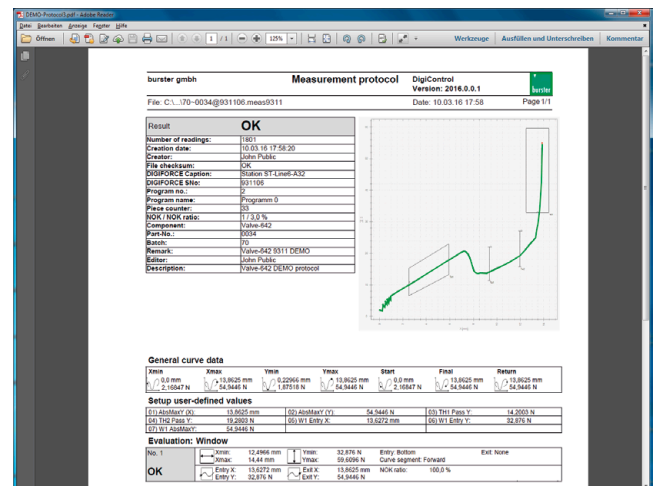 DEMO-Protocol3.pdf - Adobe Reader
Datei Bearbeiten Anzeige Fenster Hilfe
Öffnen 1 / 1 125% Werkzeuge Ausfüllen und Unterschreiben Kommentar
burster gmbh Measurement protocol DigiControl
Version: 2016.0.0.1
burster
File: C:\...\70~0034@931106.meas9311 Date: 10.03.16 17:58 Page 1/1
Result OK
Number of readings: 1801
Creation date: 10.03.16 17:58:20
Creator: John Public
File checksum: OK
DIGIFORCE Caption: Station ST-Line6-A32
DIGIFORCE SNo: 931106
Program no.: 2
Program name: Programm 0
Piece counter: 33
NOK / NOK ratio: 1 / 3,0 %
Component: Valve-642
Part-No.: 0034
Batch: 70
Remark: Valve-642 9311 DEMO
Editor: John Public
Description: Valve-642 DEMO protocol
General curve data
Xmin Xmax Ymin Ymax Start Final Return
0,0 mm 13,8625 mm 0,22966 mm 13,8625 mm 0,0 mm 13,8625 mm 13,8625 mm
2,16847 N 54,9446 N 1,87518 N 54,9446 N 2,16847 N 54,9446 N 54,9446 N
Setup user-defined values
01) AbsMaxY (X): 13,8625 mm 02) AbsMaxY (Y): 54,9446 N 03) TH1 Pass Y: 14,2003 N
04) TH2 Pass Y: 19,2803 N 05) W1 Entry X: 13,6272 mm 06) W1 Entry Y: 32,876 N
07) W1 AbsMaxY: 54,9446 N
Evaluation: Window
No. 1 Xmin: 12,4966 mm Ymin: 32,876 N Entry: Bottom Exit: None
Xmax: 14,44 mm Ymax: 59,6096 N Curve segment: Forward
OK Entry X: 13,6272 mm Exit X: 13,8625 mm NOK ratio: 100,0 %
Entry Y: 32,876 N Exit Y: 54,9446 N